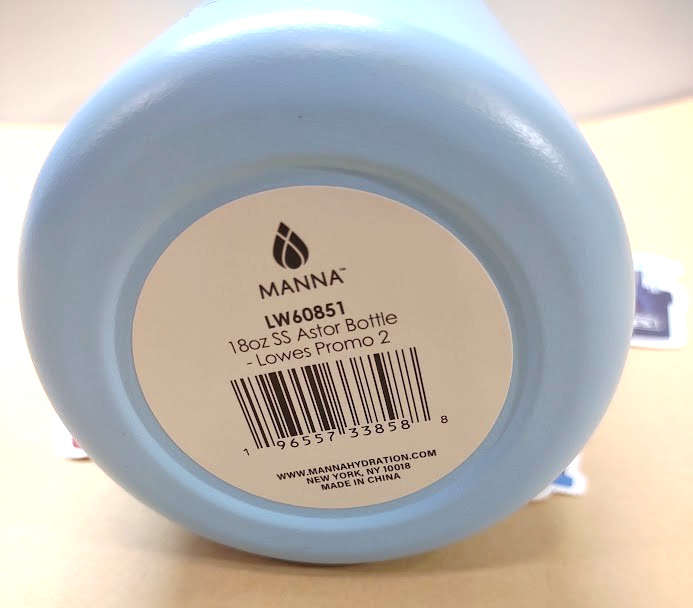 MANNA™
LW60851
18oz SS Astor Bottle
- Lowes Promo 2
1 96557 33858 8
WWW.MANNAHYDRATION.COM
NEW YORK, NY 10018
MADE IN CHINA